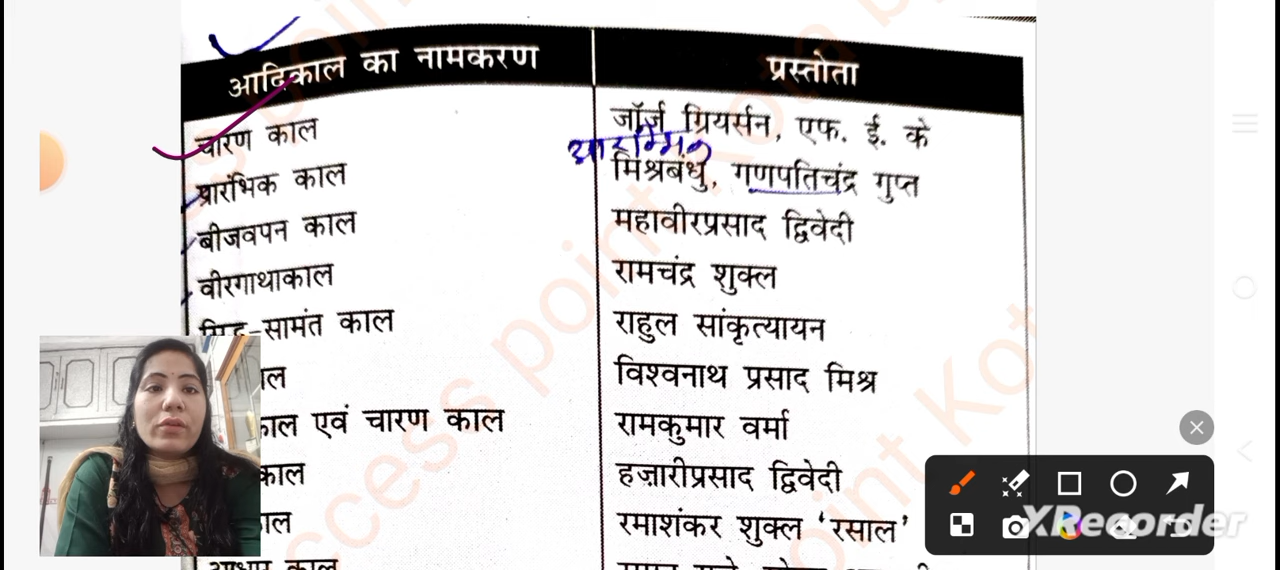 आदिकाल का नामकरण प्रस्तोता
चारण काल जॉर्ज ग्रियर्सन, एफ. ई. के
आरम्भिक
प्रारंभिक काल मिश्रबंधु, गणपतिचंद्र गुप्त
बीजवपन काल महावीरप्रसाद द्विवेदी
वीरगाथाकाल रामचंद्र शुक्ल
सामंत काल राहुल सांकृत्यायन
विश्वनाथ प्रसाद मिश्र
एवं चारण काल रामकुमार वर्मा
काल हज़ारीप्रसाद द्विवेदी
रमाशंकर शुक्ल ‘रसाल’
XRecorder